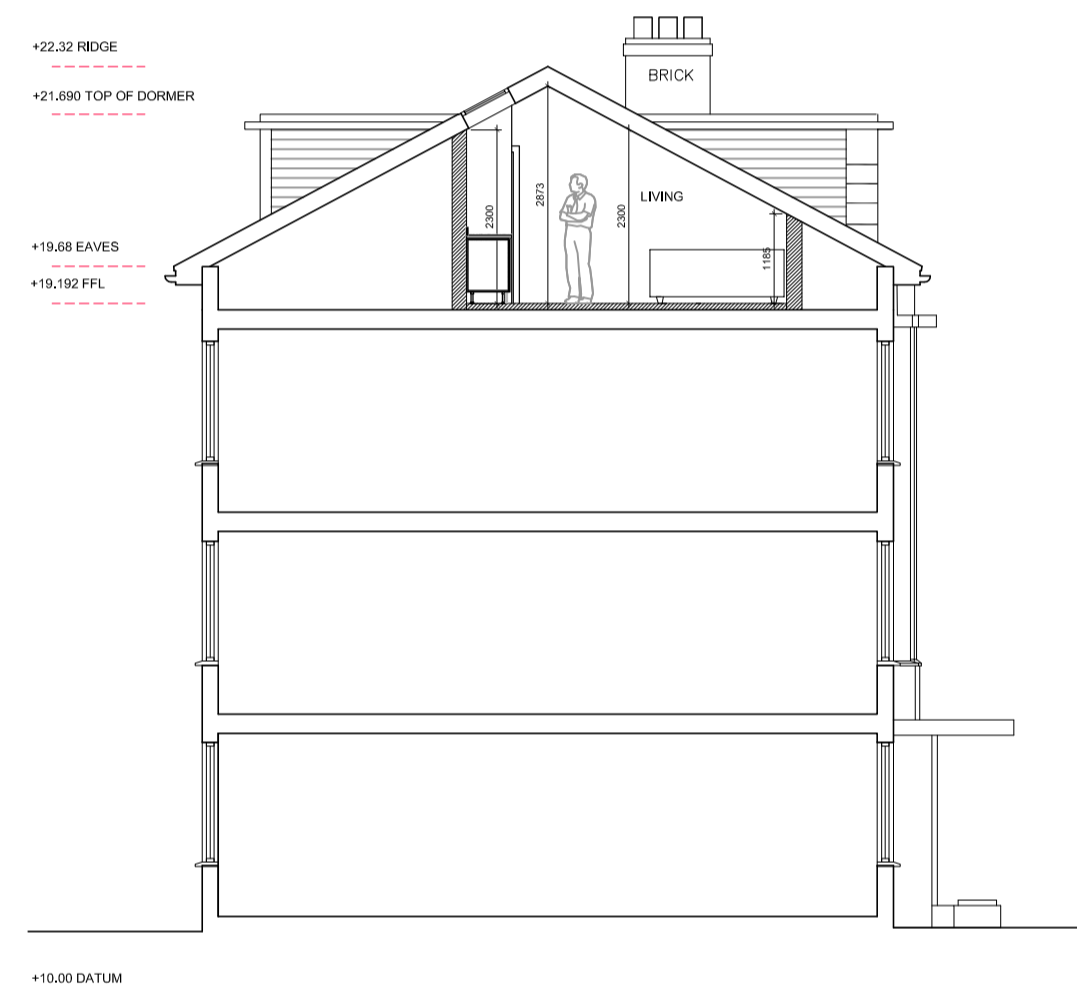 +22.32 RIDGE
+21.690 TOP OF DORMER
BRICK
2300
2873
2300
LIVING
1185
+19.68 EAVES
+19.192 FFL
+10.00 DATUM